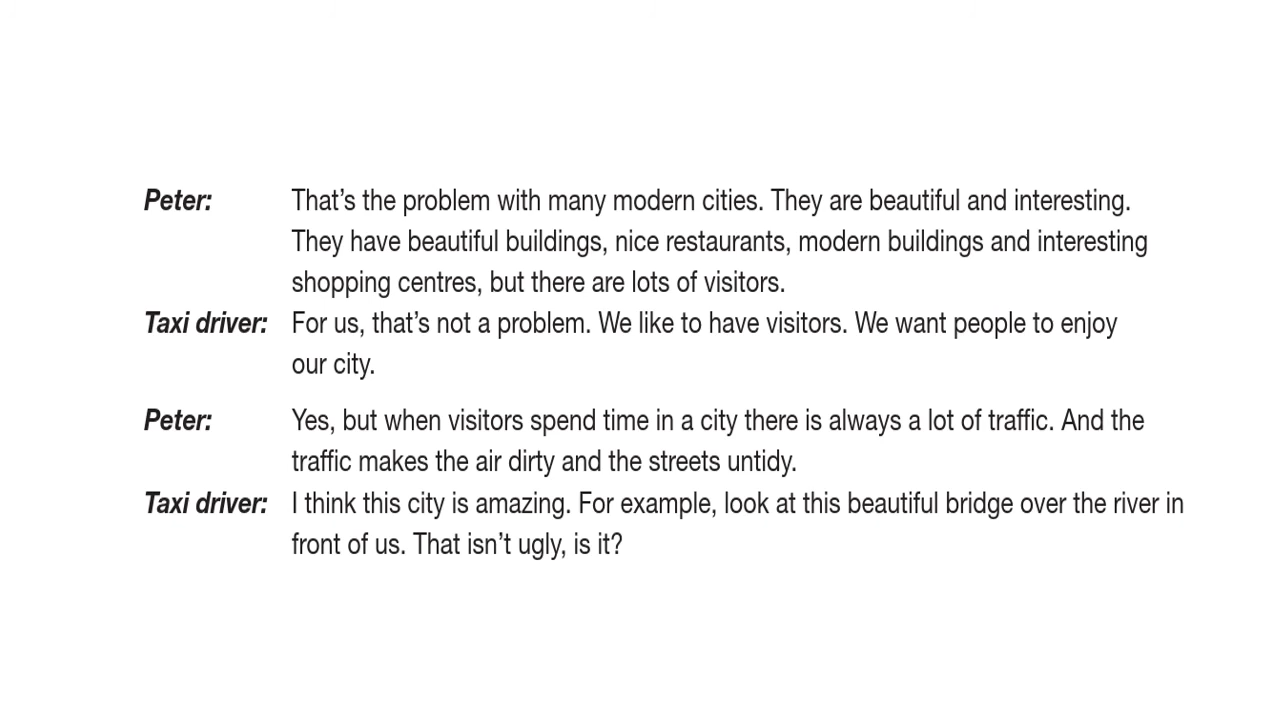 Peter: That’s the problem with many modern cities. They are beautiful and interesting.
They have beautiful buildings, nice restaurants, modern buildings and interesting
shopping centres, but there are lots of visitors.
Taxi driver: For us, that’s not a problem. We like to have visitors. We want people to enjoy
our city.
Peter: Yes, but when visitors spend time in a city there is always a lot of traffic. And the
traffic makes the air dirty and the streets untidy.
Taxi driver: I think this city is amazing. For example, look at this beautiful bridge over the river in
front of us. That isn’t ugly, is it?